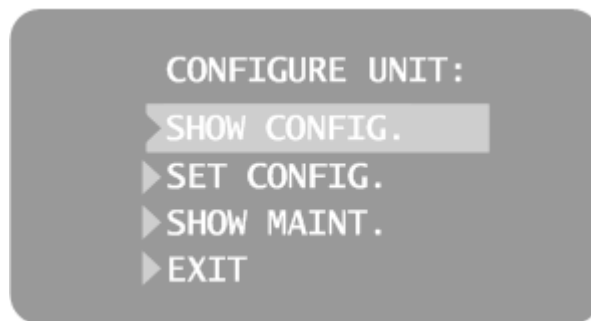 CONFIGURE UNIT:
SHOW CONFIG.
SET CONFIG.
SHOW MAINT.
EXIT